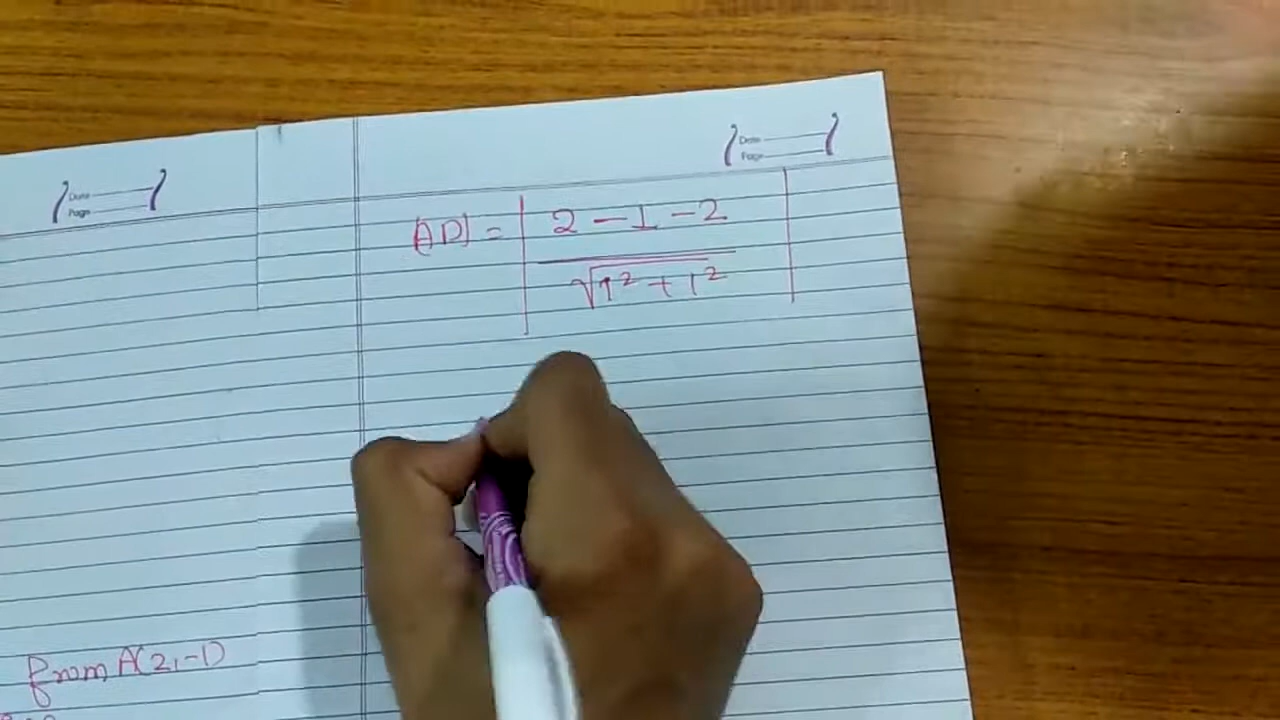 Date
Page
Date
Page
|AD| = | 2 - 1 - 2 / √1² + 1² |
from A(2,-1)